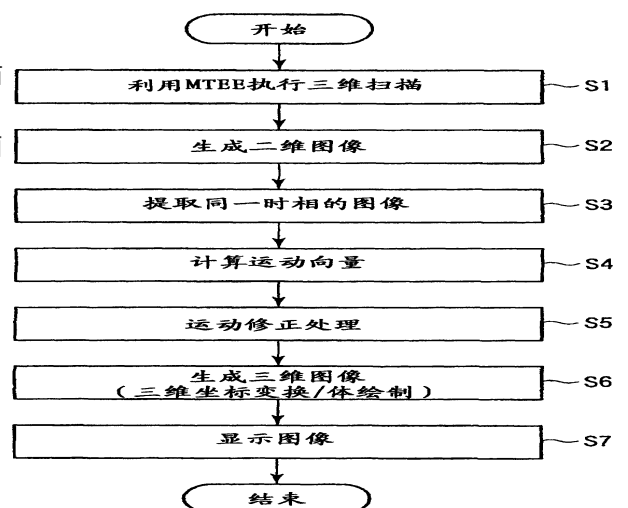 开始
利用MTEE执行三维扫描 S1
生成二维图像 S2
提取同一时相的图像 S3
计算运动向量 S4
运动修正处理 S5
生成三维图像
(三维坐标变换/体绘制) S6
显示图像 S7
结束